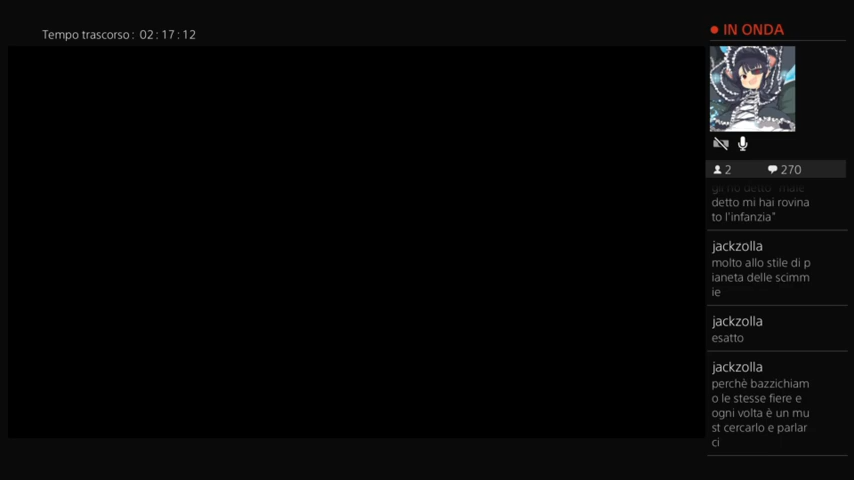 Tempo trascorso: 02:17:12
IN ONDA
2 270
detto mi hai rovina
to l'infanzia"
jackzolla
molto allo stile di p
ianeta delle scimm
ie
jackzolla
esatto
jackzolla
perchè bazzichiam
o le stesse fiere e
ogni volta è un mu
st cercarlo e parlar
ci